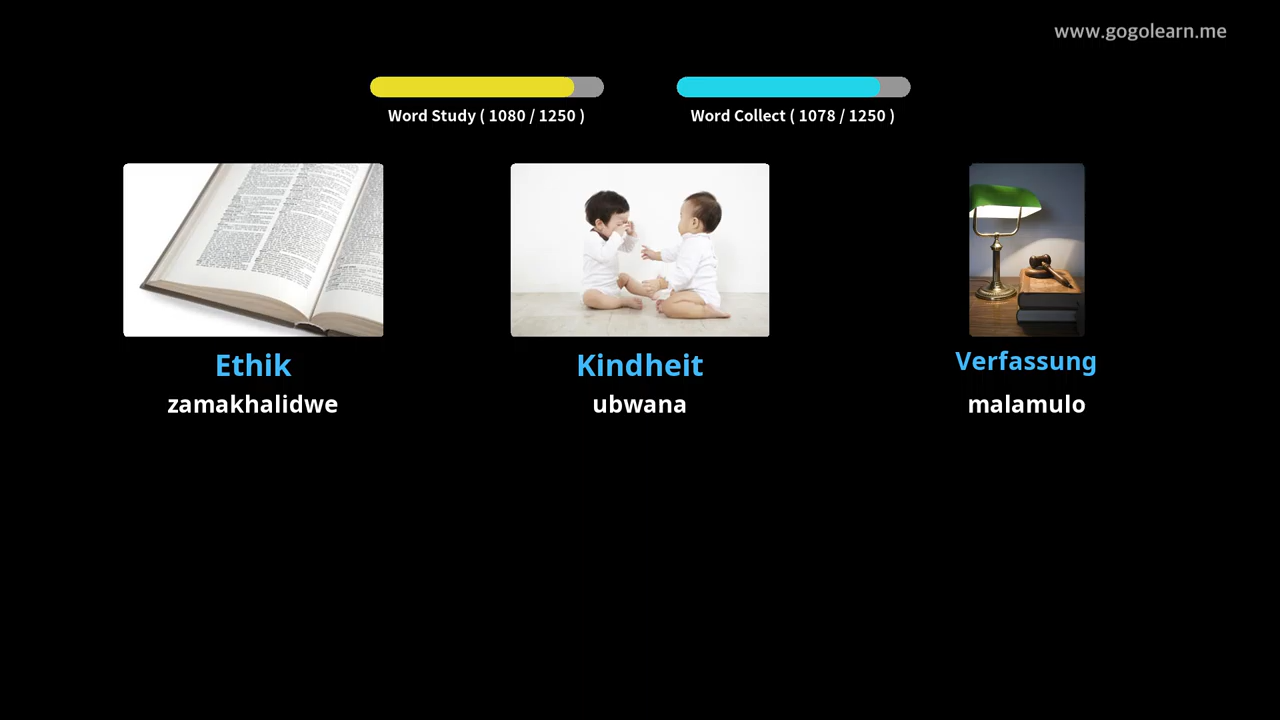 www.gogolearn.me
Word Study ( 1080 / 1250 )
Word Collect ( 1078 / 1250 )
Ethik
zamakhalidwe
Kindheit
ubwana
Verfassung
malamulo